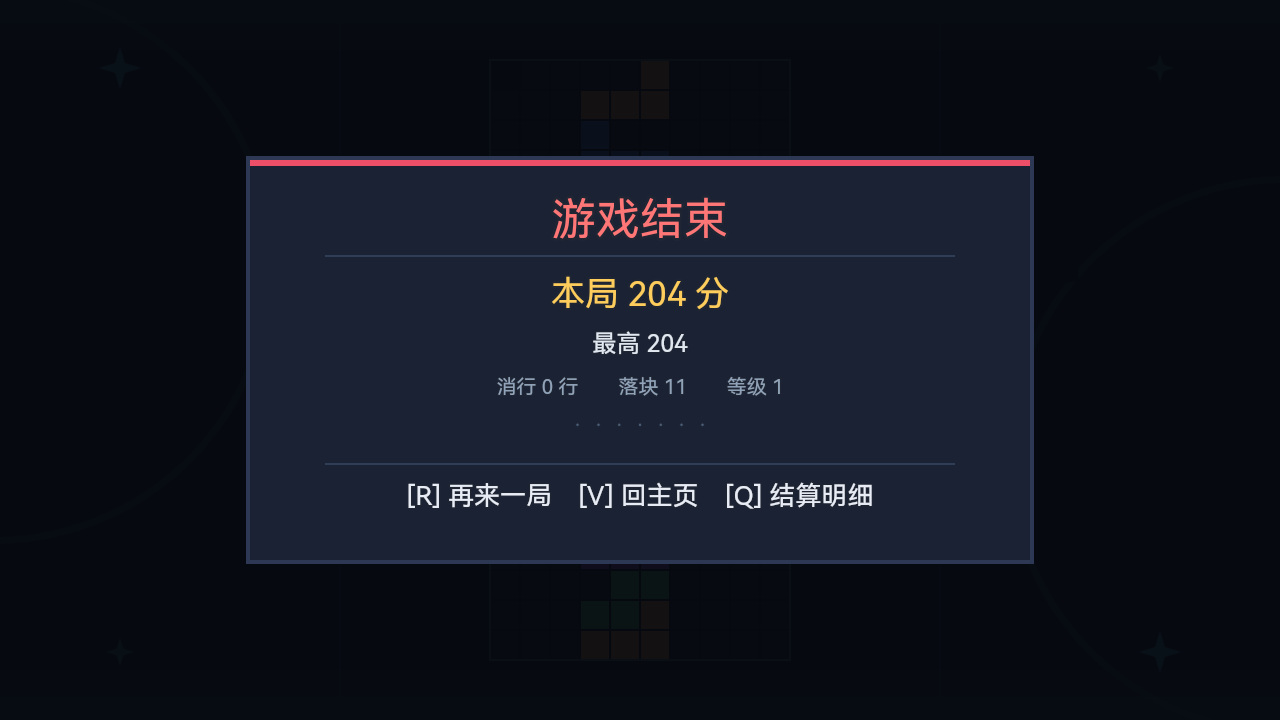 游戏结束
本局 204 分
最高 204
消行 0 行 落块 11 等级 1
· · · · · · ·
[R] 再来一局 [V] 回主页 [Q] 结算明细